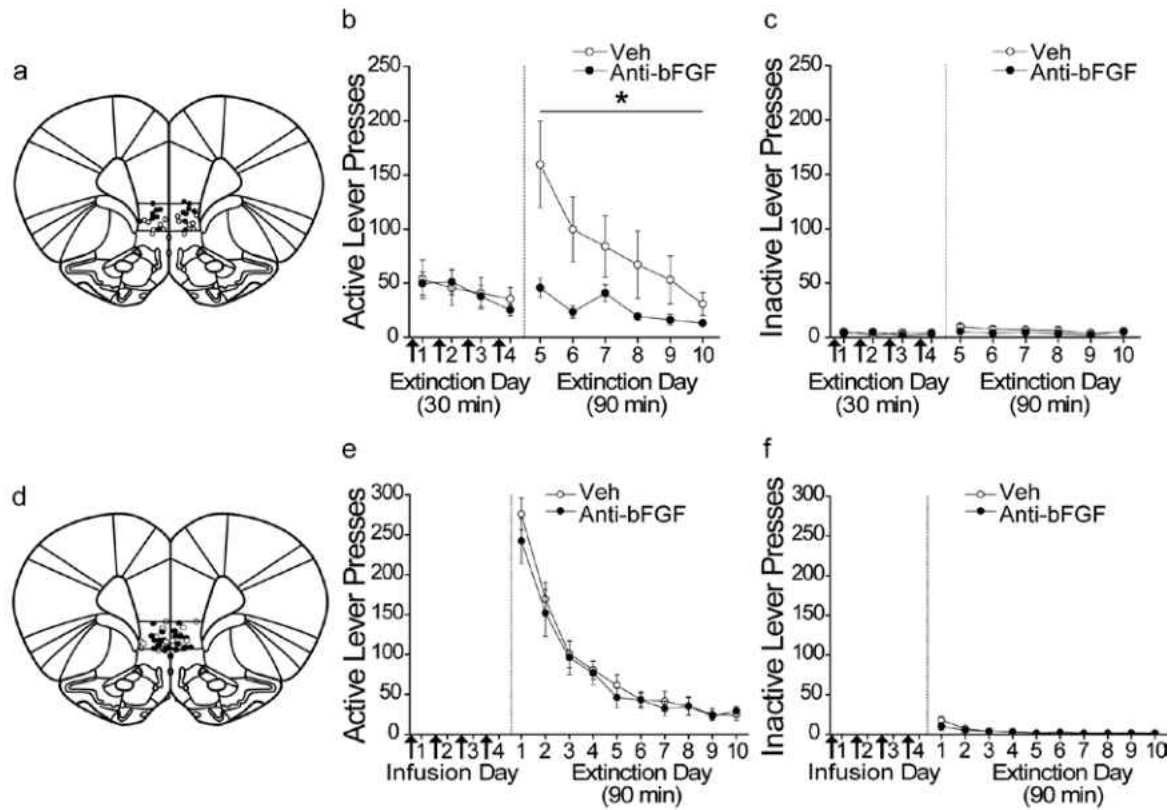 a
b
Veh
Anti-bFGF
*
Active Lever Presses
250
200
150
100
50
0
1 2 3 4
5 6 7 8 9 10
Extinction Day
(30 min)
Extinction Day
(90 min)
c
Veh
Anti-bFGF
Inactive Lever Presses
250
200
150
100
50
0
1 2 3 4
5 6 7 8 9 10
Extinction Day
(30 min)
Extinction Day
(90 min)
d
e
Veh
Anti-bFGF
Active Lever Presses
300
250
200
150
100
50
0
1 2 3 4
1 2 3 4 5 6 7 8 9 10
Infusion Day
Extinction Day
(90 min)
f
Veh
Anti-bFGF
Inactive Lever Presses
300
250
200
150
100
50
0
1 2 3 4
1 2 3 4 5 6 7 8 9 10
Infusion Day
Extinction Day
(90 min)